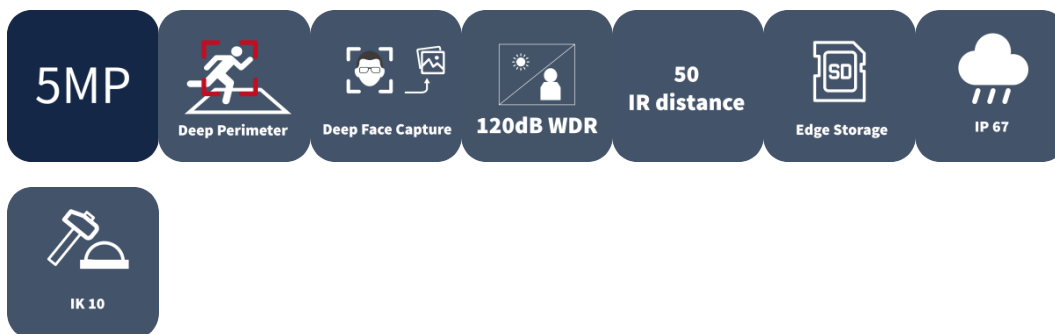 5MP
Deep Perimeter
Deep Face Capture
120dB WDR
50
IR distance
SD
Edge Storage
IP 67
IK 10